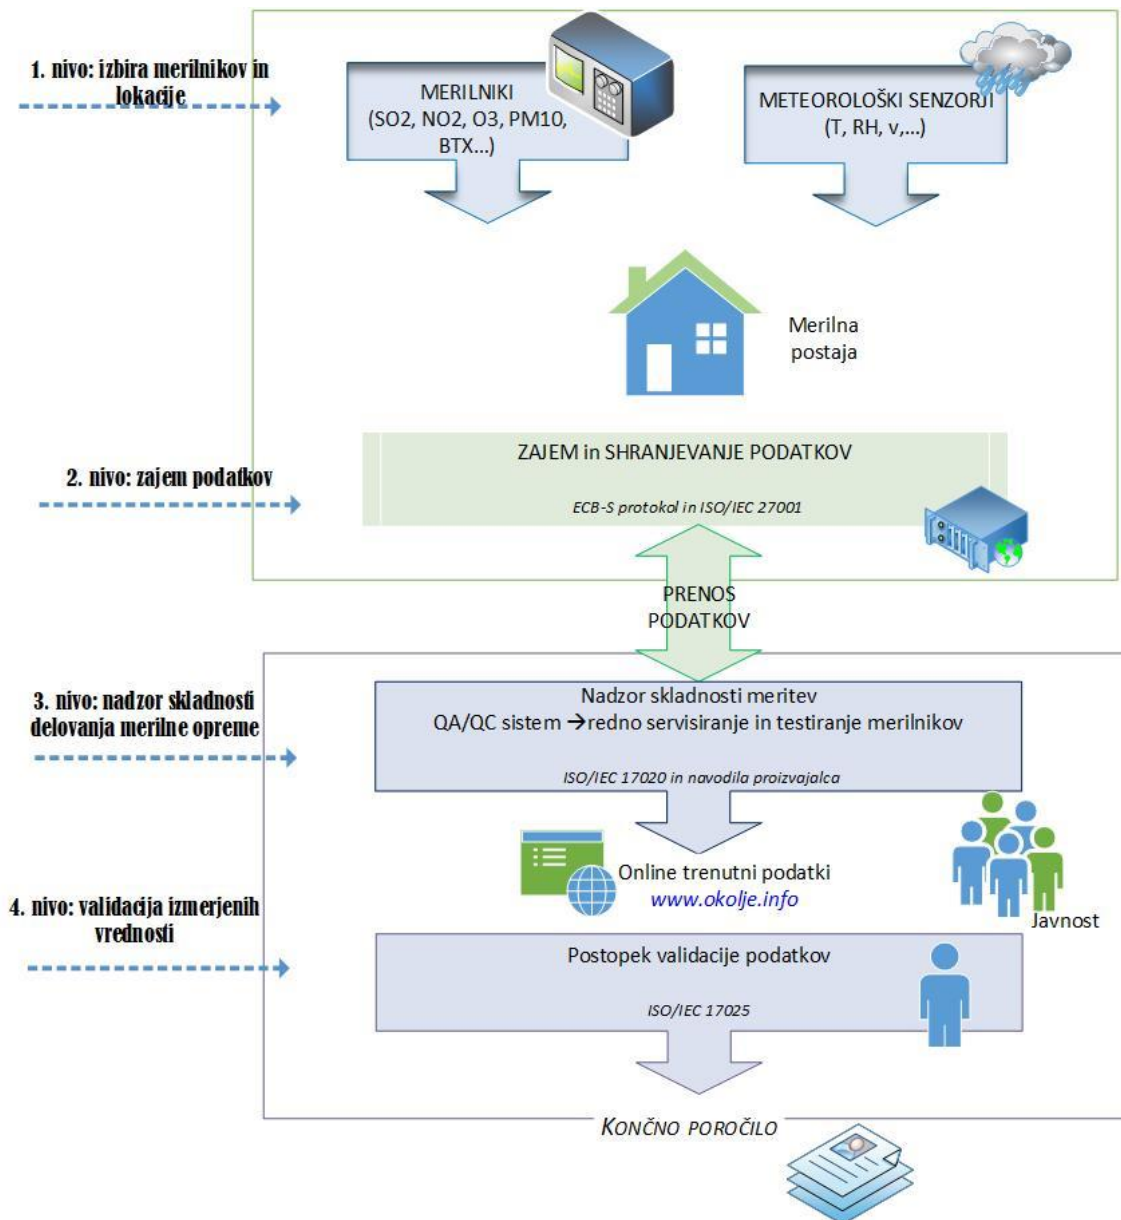 1. nivo: izbira merilnikov in
lokacije
MERILNIKI
(SO2, NO2, O3, PM10,
BTX...)
METEOROLOŠKI SENZORJI
(T, RH, v,...)
Merilna
postaja
2. nivo: zajem podatkov
ZAJEM in SHRANJEVANJE PODATKOV
ECB-S protokol in ISO/IEC 27001
PRENOS
PODATKOV
3. nivo: nadzor skladnosti
delovanja merilne opreme
Nadzor skladnosti meritev
QA/QC sistem →redno servisiranje in testiranje merilnikov
ISO/IEC 17020 in navodila proizvajalca
Online trenutni podatki
www.okolje.info
Javnost
4. nivo: validacija izmerjenih
vrednosti
Postopek validacije podatkov
ISO/IEC 17025
KONČNO POROČILO